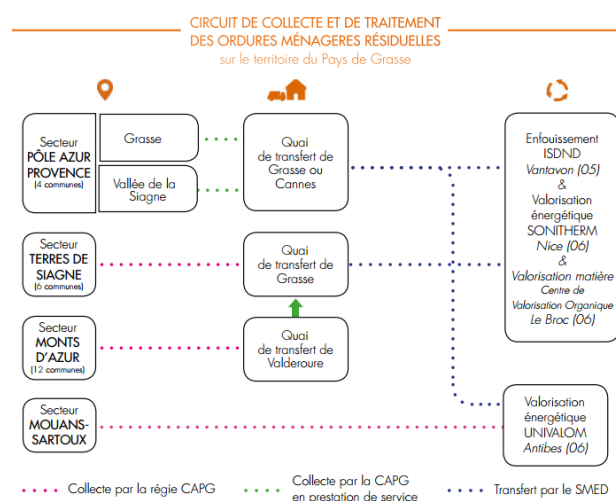 CIRCUIT DE COLLECTE ET DE TRAITEMENT
DES ORDURES MÉNAGERES RÉSIDUELLES
sur le territoire du Pays de Grasse
Secteur
PÔLE AZUR
PROVENCE
(4 communes)
Grasse
Vallée de la
Siagne
Quai
de transfert de
Grasse ou
Cannes
Enfouissement
ISDND
Vantavon (05)
&
Valorisation
énergétique
SONITHERM
Nice (06)
&
Valorisation matière
Centre de
Valorisation Organique
Le Broc (06)
Secteur
TERRES DE
SIAGNE
(6 communes)
Quai
de transfert de
Grasse
Secteur
MONTS
D'AZUR
(12 communes)
Quai
de transfert de
Valderoure
Secteur
MOUANS-
SARTOUX
Valorisation
énergétique
UNIVALOM
Antibes (06)
Collecte par la régie CAPG
Collecte par la CAPG
en prestation de service
Transfert par le SMED